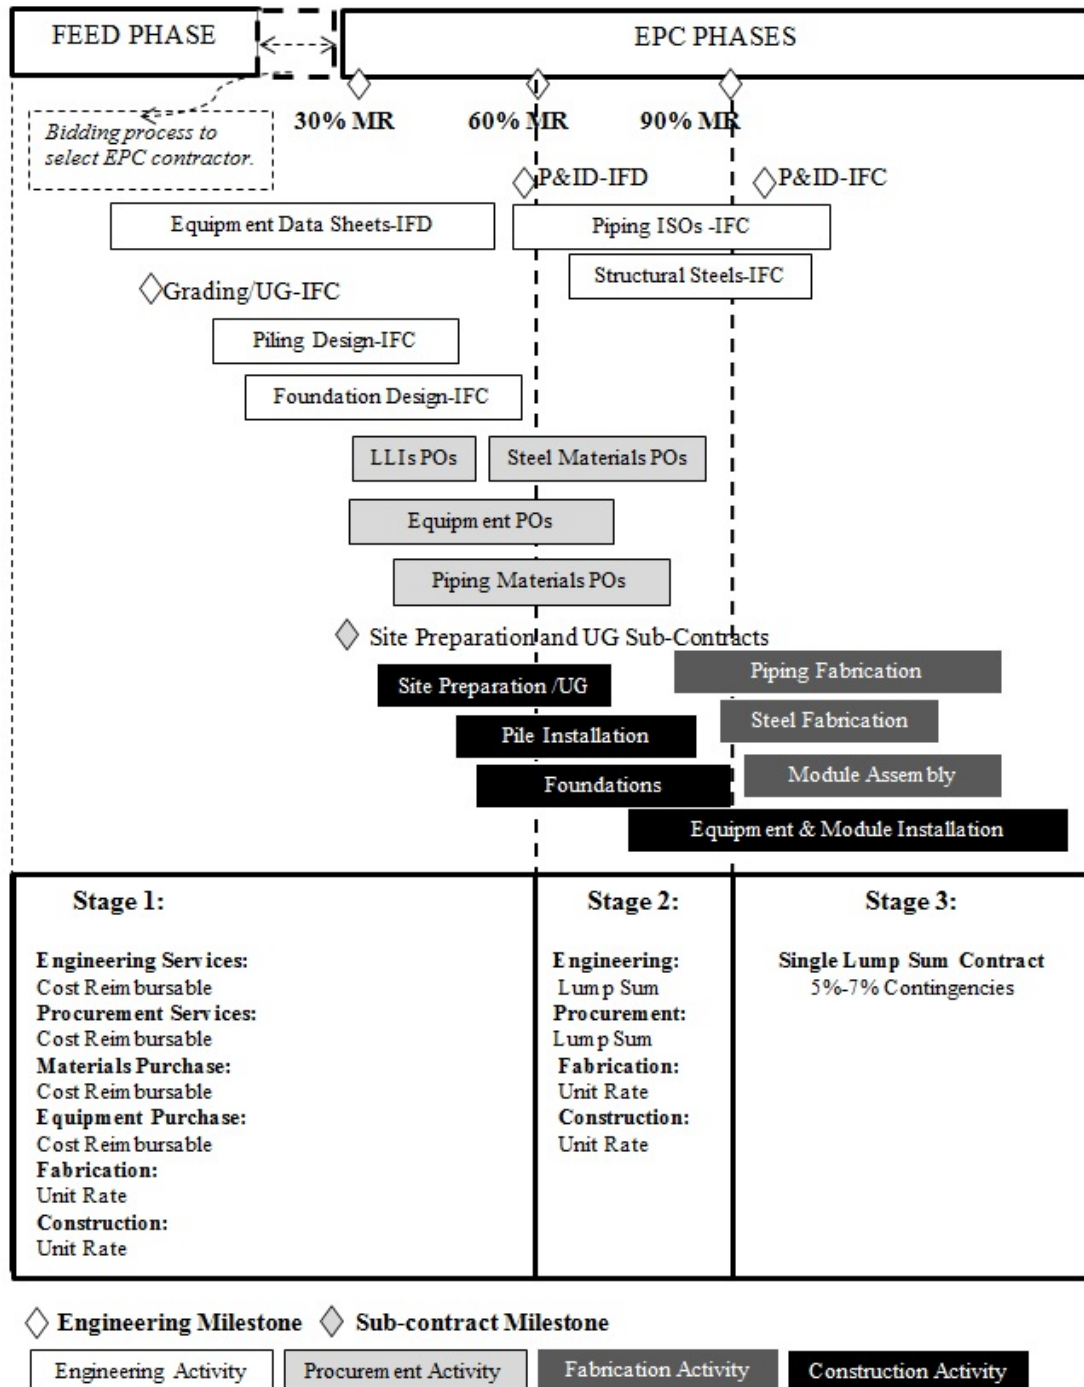 FEED PHASE
EPC PHASES
Bidding process to
select EPC contractor.
30% MR
60% MR
90% MR
P&ID-IFD
P&ID-IFC
Equipment Data Sheets-IFD
Piping ISOs -IFC
Structural Steels-IFC
Grading/UG-IFC
Piling Design-IFC
Foundation Design-IFC
LLIs POs
Steel Materials POs
Equipment POs
Piping Materials POs
Site Preparation and UG Sub-Contracts
Piping Fabrication
Site Preparation /UG
Steel Fabrication
Pile Installation
Module Assembly
Foundations
Equipment & Module Installation
Stage 1:
Engineering Services:
Cost Reimbursable
Procurement Services:
Cost Reimbursable
Materials Purchase:
Cost Reimbursable
Equipment Purchase:
Cost Reimbursable
Fabrication:
Unit Rate
Construction:
Unit Rate
Stage 2:
Engineering:
Lump Sum
Procurement:
Lump Sum
Fabrication:
Unit Rate
Construction:
Unit Rate
Stage 3:
Single Lump Sum Contract
5%-7% Contingencies
Engineering Milestone
Sub-contract Milestone
Engineering Activity
Procurement Activity
Fabrication Activity
Construction Activity